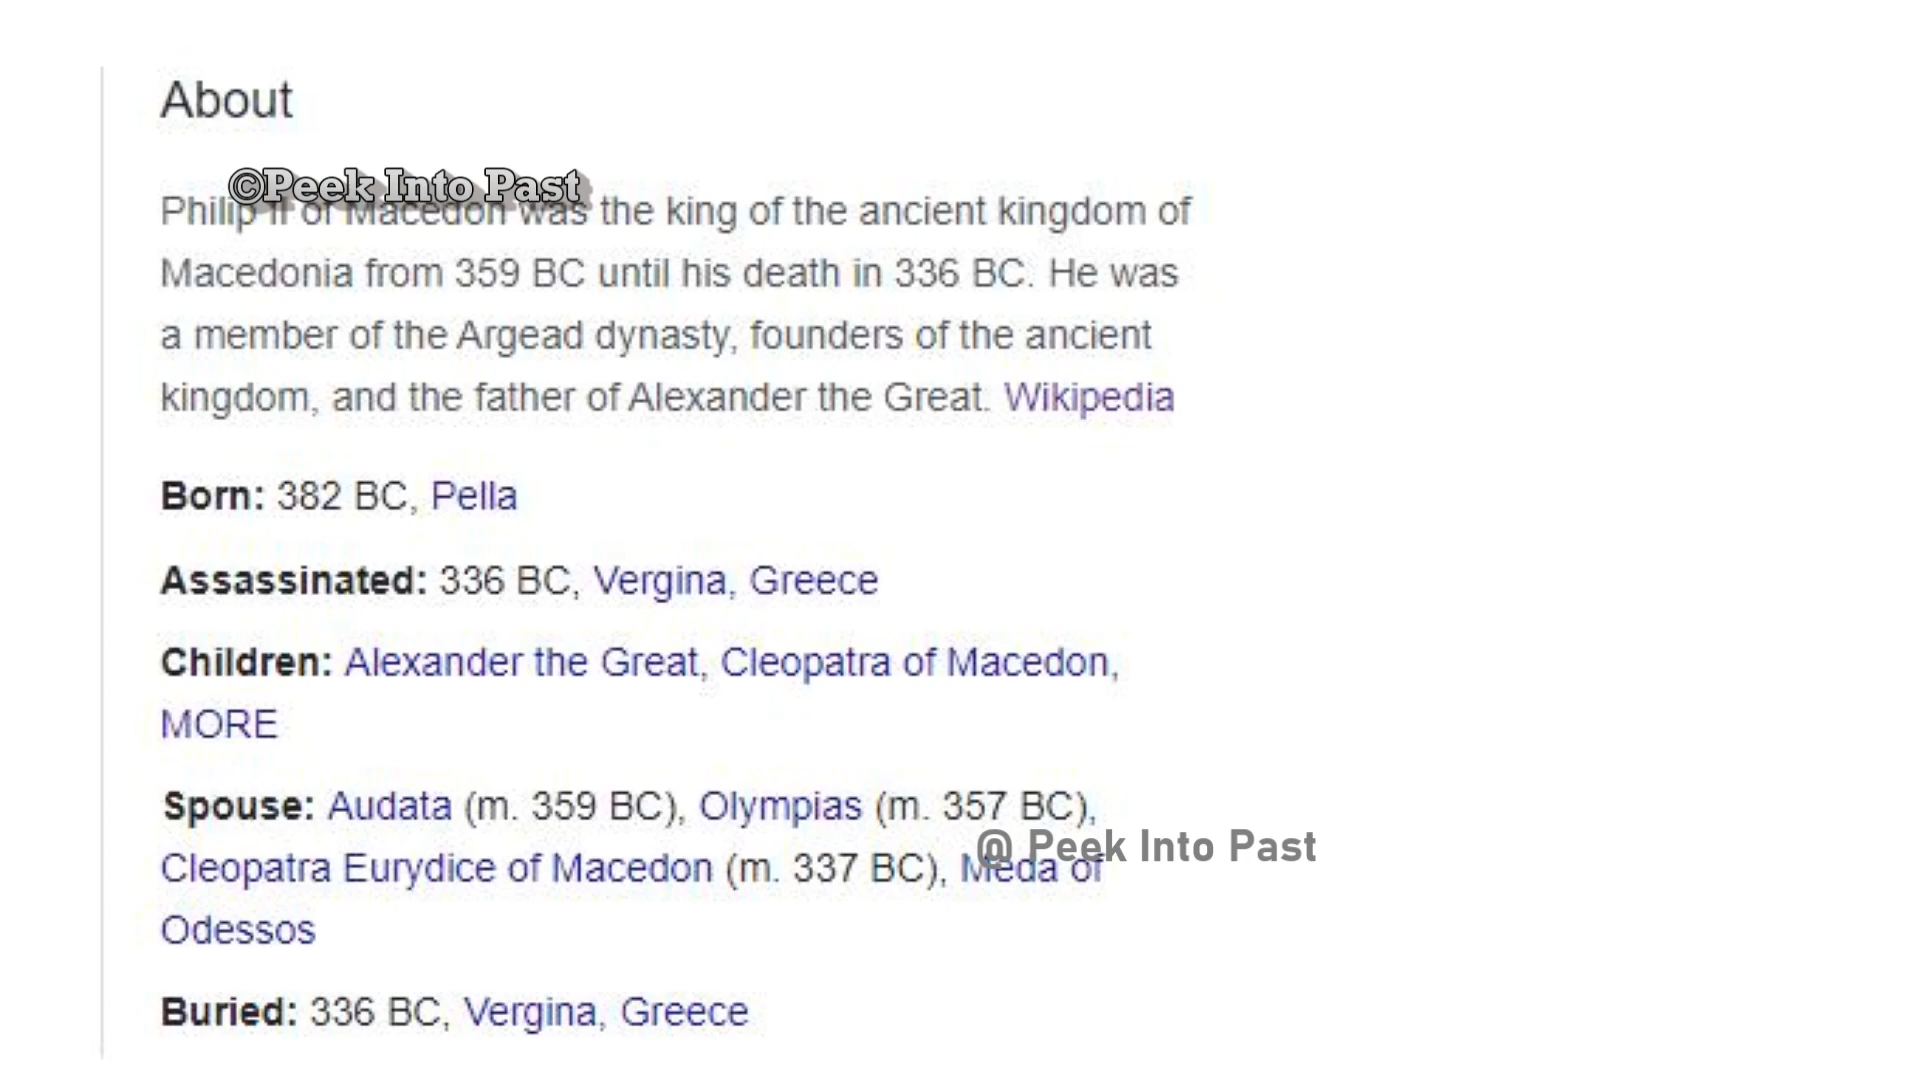 About
©Peek Into Past
Philip II of Macedon was the king of the ancient kingdom of
Macedonia from 359 BC until his death in 336 BC. He was
a member of the Argead dynasty, founders of the ancient
kingdom, and the father of Alexander the Great. Wikipedia
Born: 382 BC, Pella
Assassinated: 336 BC, Vergina, Greece
Children: Alexander the Great, Cleopatra of Macedon,
MORE
Spouse: Audata (m. 359 BC), Olympias (m. 357 BC),
@ Peek Into Past
Cleopatra Eurydice of Macedon (m. 337 BC), Meda of
Odessos
Buried: 336 BC, Vergina, Greece